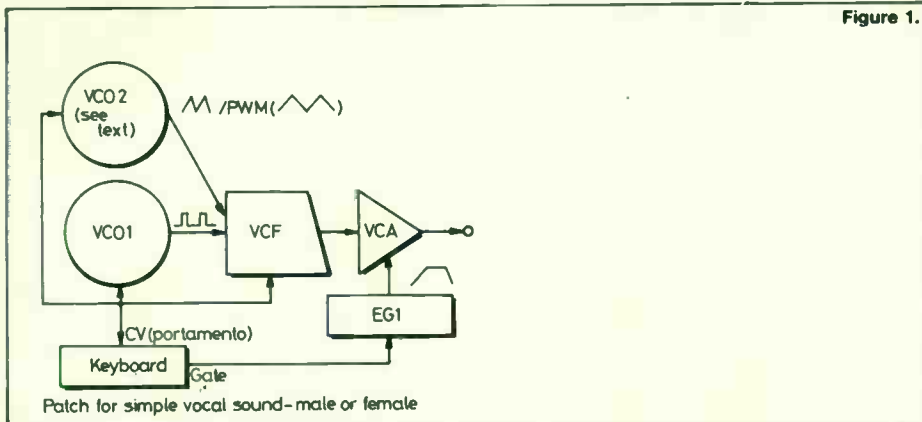 Figure 1.
VCO2
(see
text)
/PWM( )
VCO1
VCF
VCA
EG1
CV(portamento)
Keyboard
Gate
Patch for simple vocal sound-male or female